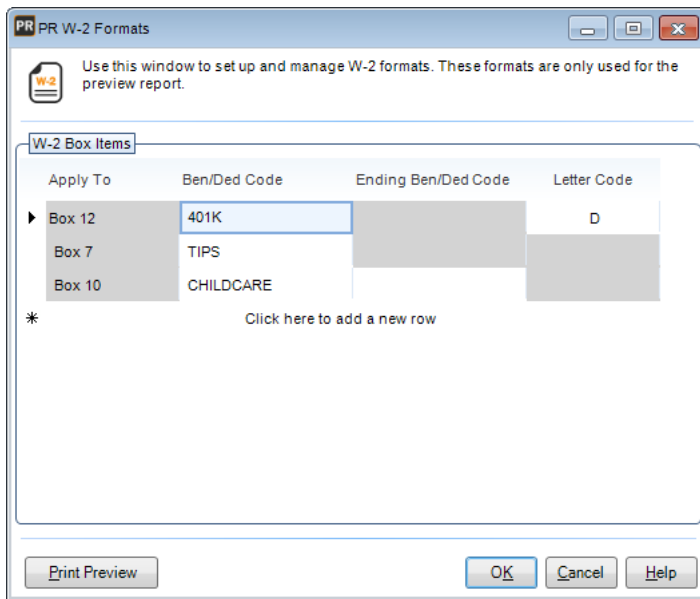 PR PR W-2 Formats
W-2 Use this window to set up and manage W-2 formats. These formats are only used for the
preview report.
W-2 Box Items
Apply To Ben/Ded Code Ending Ben/Ded Code Letter Code
Box 12 401K D
Box 7 TIPS
Box 10 CHILDCARE
Click here to add a new row
Print Preview OK Cancel Help